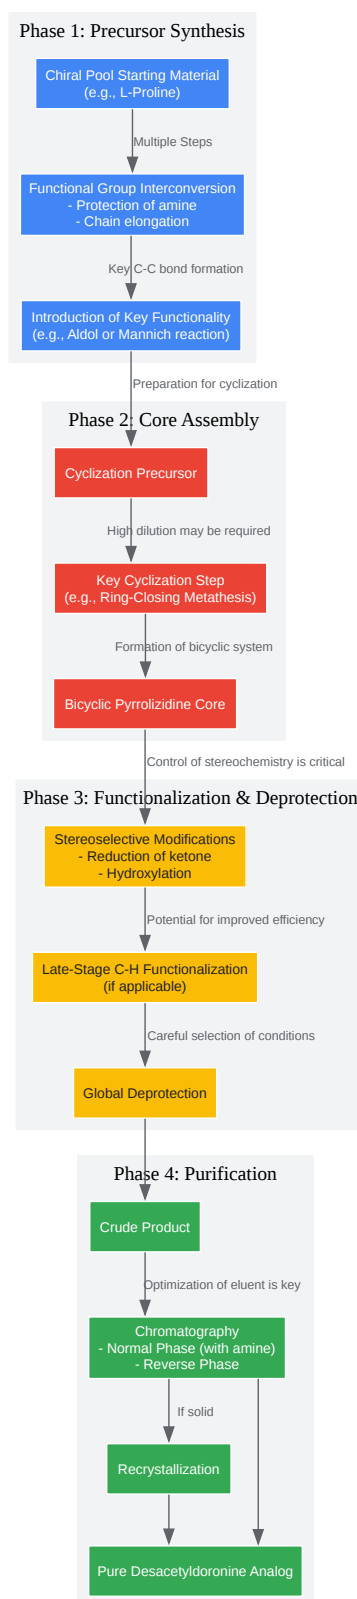 Phase 1: Precursor Synthesis
Chiral Pool Starting Material
(e.g., L-Proline)
Multiple Steps
Functional Group Interconversion
- Protection of amine
- Chain elongation
Key C-C bond formation
Introduction of Key Functionality
(e.g., Aldol or Mannich reaction)
Preparation for cyclization
Phase 2: Core Assembly
Cyclization Precursor
High dilution may be required
Key Cyclization Step
(e.g., Ring-Closing Metathesis)
Formation of bicyclic system
Bicyclic Pyrrolizidine Core
Control of stereochemistry is critical
Phase 3: Functionalization & Deprotection
Stereoselective Modifications
- Reduction of ketone
- Hydroxylation
Potential for improved efficiency
Late-Stage C-H Functionalization
(if applicable)
Careful selection of conditions
Global Deprotection
Phase 4: Purification
Crude Product
Optimization of eluent is key
Chromatography
- Normal Phase (with amine)
- Reverse Phase
If solid
Recrystallization
Pure Desacetyldoronine Analog